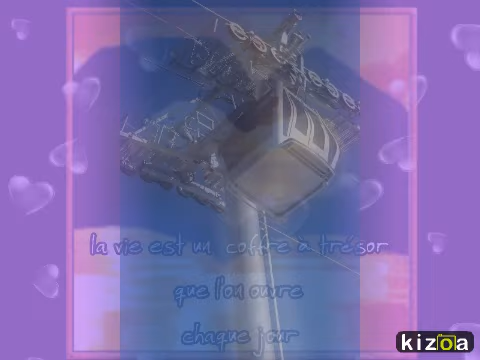 la vie est un coffre à trésor
que l'on ouvre
chaque jour
kizoa